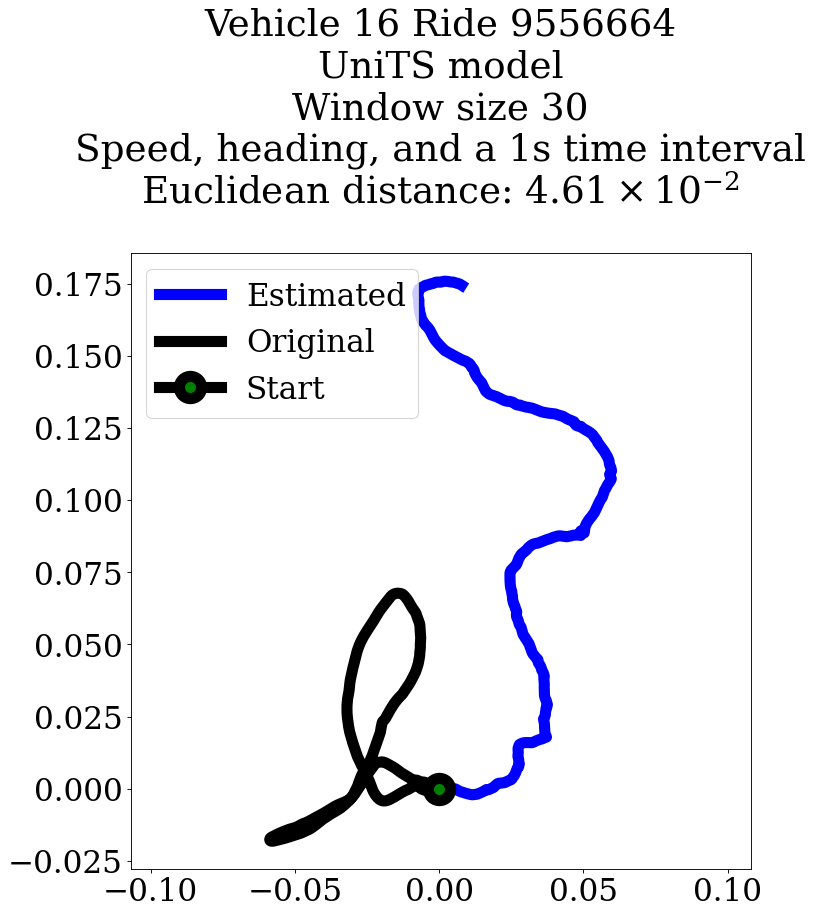 Vehicle 16 Ride 9556664
UniTS model
Window size 30
Speed, heading, and a 1s time interval
Euclidean distance: 4.61 × 10⁻²
Estimated
Original
Start
0.175
0.150
0.125
0.100
0.075
0.050
0.025
0.000
−0.025
−0.10 −0.05 0.00 0.05 0.10